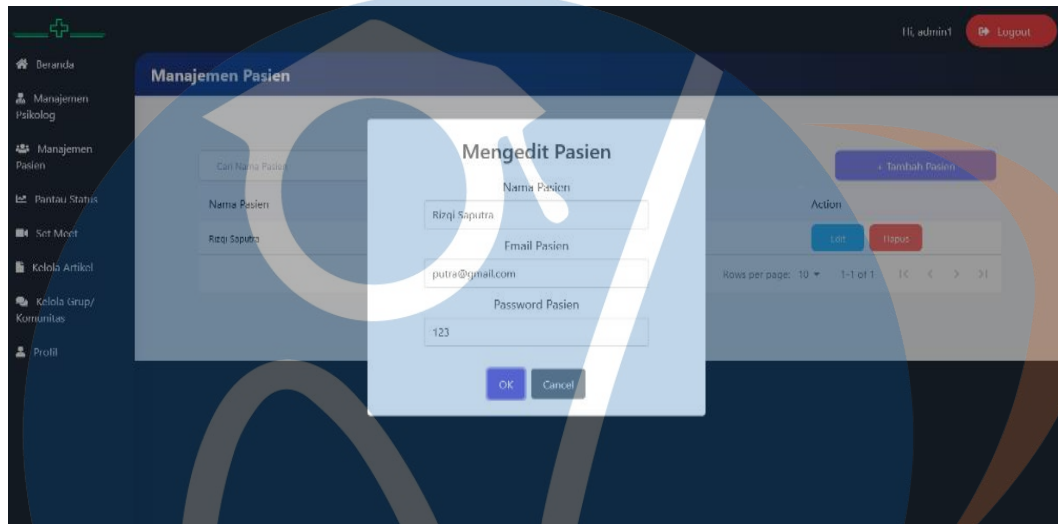 Hi, admin1
Logout
Beranda
Manajemen
Psikolog
Manajemen
Pasien
Pantau Status
Set Meet
Kelola Artikel
Kelola Grup/
Komunitas
Profil
Manajemen Pasien
Cari Nama Pasien
+ Tambah Pasien
Nama Pasien
Action
Rizqi Saputra
Edit
Hapus
Rows per page: 10
1-1 of 1
Mengedit Pasien
Nama Pasien
Rizqi Saputra
Email Pasien
putra@gmail.com
Password Pasien
123
OK
Cancel